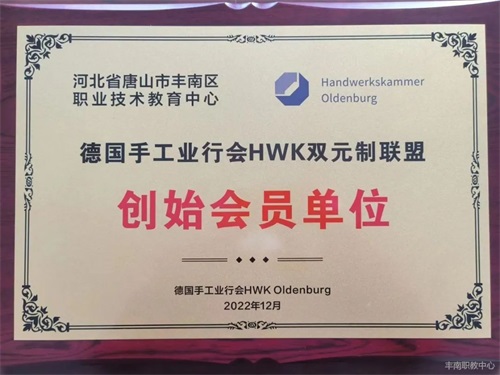 河北省唐山市丰南区
职业技术教育中心
Handwerkskammer
Oldenburg
德国手工业行会HWK双元制联盟
创始会员单位
德国手工业行会HWK Oldenburg
2022年12月
丰南职教中心